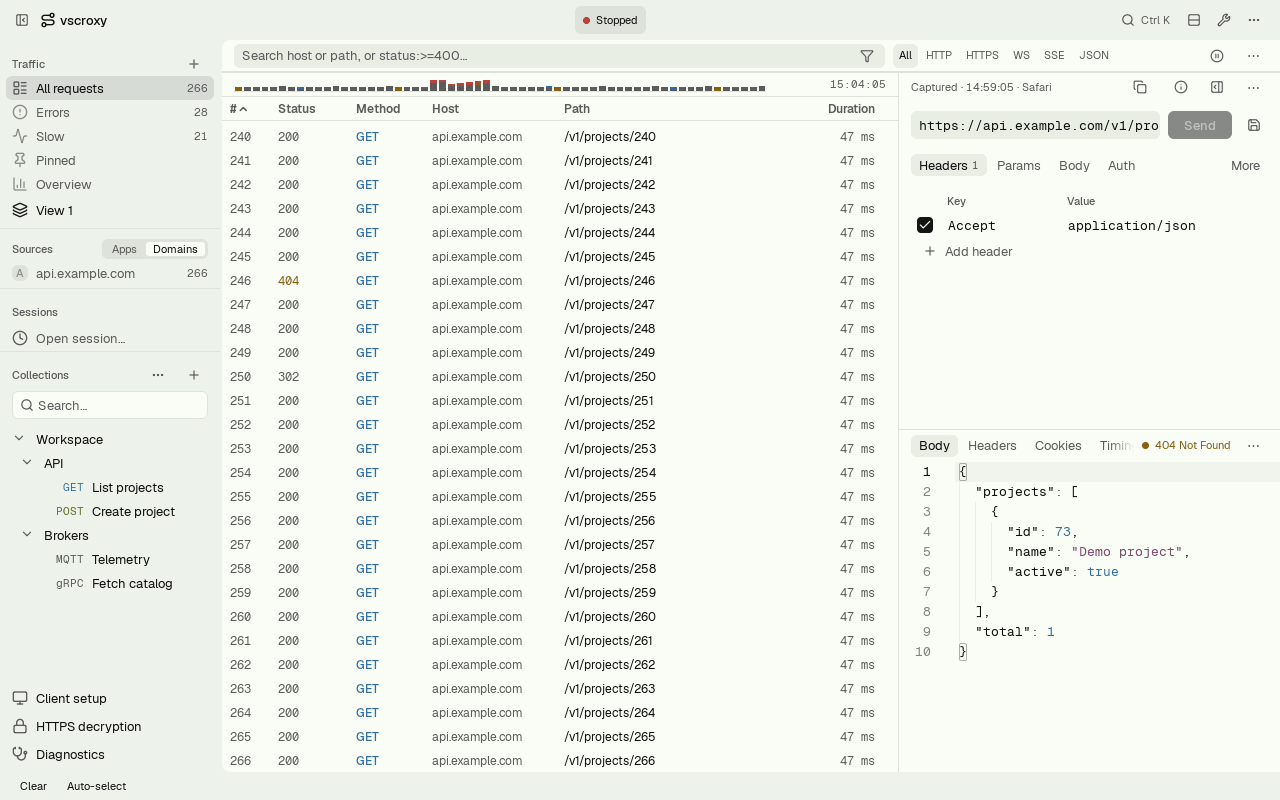 vscroxy
Stopped
Ctrl K
Traffic
All requests 266
Errors 28
Slow 21
Pinned
Overview
View 1
Sources Apps Domains
A api.example.com 266
Sessions
Open session…
Collections
Search…
Workspace
API
GET List projects
POST Create project
Brokers
MQTT Telemetry
gRPC Fetch catalog
Client setup
HTTPS decryption
Diagnostics
Clear Auto-select
Search host or path, or status:>=400…
All HTTP HTTPS WS SSE JSON
15:04:05
# Status Method Host Path Duration
240 200 GET api.example.com /v1/projects/240 47 ms
241 200 GET api.example.com /v1/projects/241 47 ms
242 200 GET api.example.com /v1/projects/242 47 ms
243 200 GET api.example.com /v1/projects/243 47 ms
244 200 GET api.example.com /v1/projects/244 47 ms
245 200 GET api.example.com /v1/projects/245 47 ms
246 404 GET api.example.com /v1/projects/246 47 ms
247 200 GET api.example.com /v1/projects/247 47 ms
248 200 GET api.example.com /v1/projects/248 47 ms
249 200 GET api.example.com /v1/projects/249 47 ms
250 302 GET api.example.com /v1/projects/250 47 ms
251 200 GET api.example.com /v1/projects/251 47 ms
252 200 GET api.example.com /v1/projects/252 47 ms
253 200 GET api.example.com /v1/projects/253 47 ms
254 200 GET api.example.com /v1/projects/254 47 ms
255 200 GET api.example.com /v1/projects/255 47 ms
256 200 GET api.example.com /v1/projects/256 47 ms
257 200 GET api.example.com /v1/projects/257 47 ms
258 200 GET api.example.com /v1/projects/258 47 ms
259 200 GET api.example.com /v1/projects/259 47 ms
260 200 GET api.example.com /v1/projects/260 47 ms
261 200 GET api.example.com /v1/projects/261 47 ms
262 200 GET api.example.com /v1/projects/262 47 ms
263 200 GET api.example.com /v1/projects/263 47 ms
264 200 GET api.example.com /v1/projects/264 47 ms
265 200 GET api.example.com /v1/projects/265 47 ms
266 200 GET api.example.com /v1/projects/266 47 ms
Captured · 14:59:05 · Safari
https://api.example.com/v1/pro Send
Headers 1 Params Body Auth More
Key Value
Accept application/json
Add header
Body Headers Cookies Timin 404 Not Found
1 {
2 "projects": [
3 {
4 "id": 73,
5 "name": "Demo project",
6 "active": true
7 }
8 ],
9 "total": 1
10 }